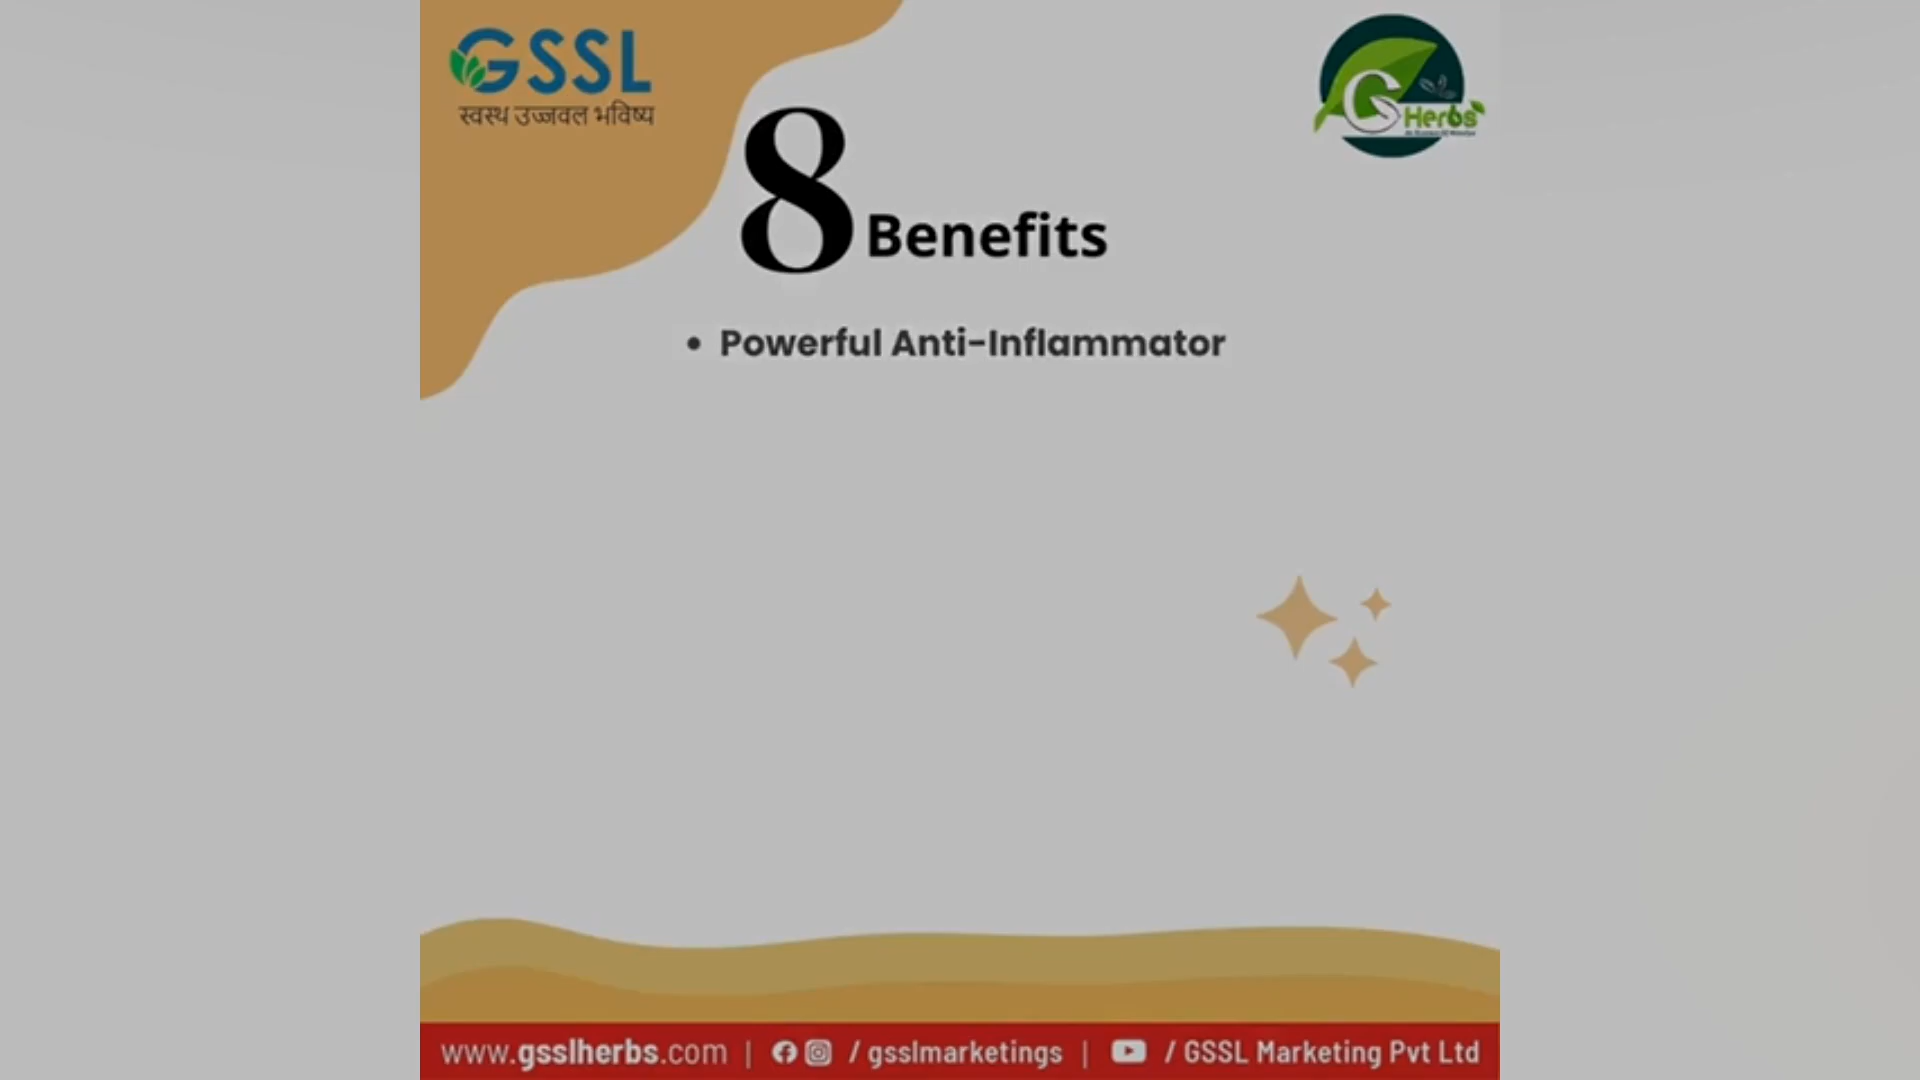 GSSL
स्वस्थ उज्जवल भविष्य
G Herbs
8 Benefits
• Powerful Anti-Inflammator
www.gsslherbs.com | / gsslmarketings | / GSSL Marketing Pvt Ltd